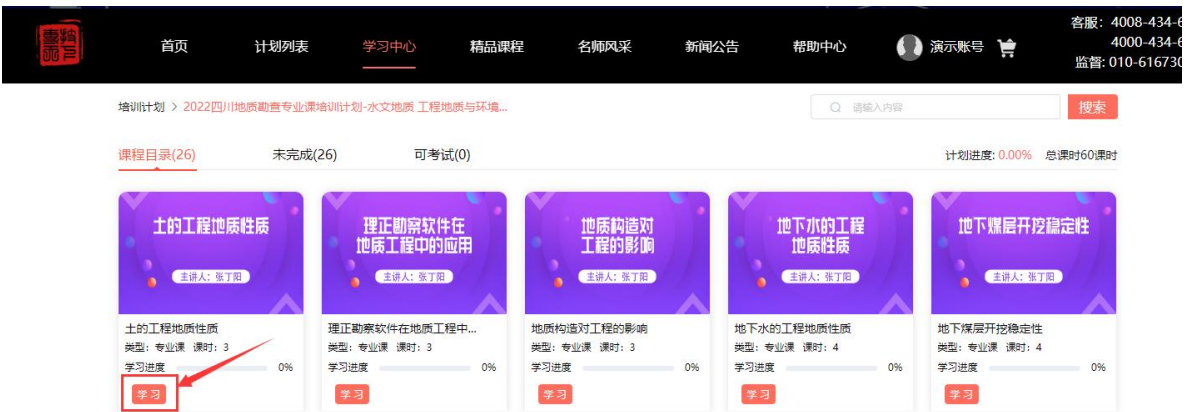 客服：4008-434-6
首页 计划列表 学习中心 精品课程 名师风采 新闻公告 帮助中心 演示账号
4000-434-6
监督: 010-616730
培训计划 > 2022四川地质勘查专业课培训计划-水文地质 工程地质与环境...
请输入内容 搜索
课程目录(26) 未完成(26) 可考试(0) 计划进度: 0.00% 总课时60课时
土的工程地质性质
主讲人：张丁阳
理正勘察软件在
地质工程中的应用
主讲人：张丁阳
地质构造对
工程的影响
主讲人：张丁阳
地下水的工程
地质性质
主讲人：张丁阳
地下煤层开挖稳定性
主讲人：张丁阳
土的工程地质性质
类型：专业课 课时：3
学习进度 0%
学习
理正勘察软件在地质工程中...
类型：专业课 课时：3
学习进度 0%
学习
地质构造对工程的影响
类型：专业课 课时：3
学习进度 0%
学习
地下水的工程地质性质
类型：专业课 课时：4
学习进度 0%
学习
地下煤层开挖稳定性
类型：专业课 课时：4
学习进度 0%
学习